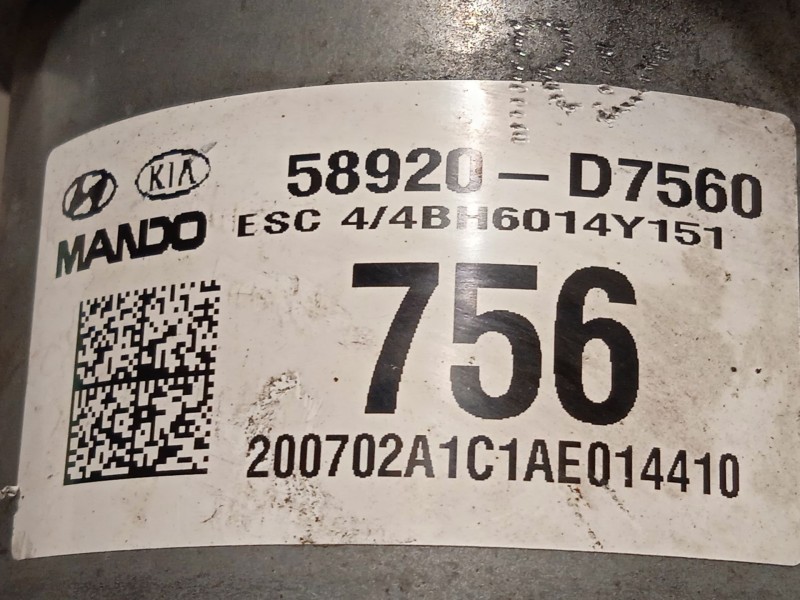 KIA
58920-D7560
MANDO
ESC 4/4BH6014Y151
756
200702A1C1AE014410